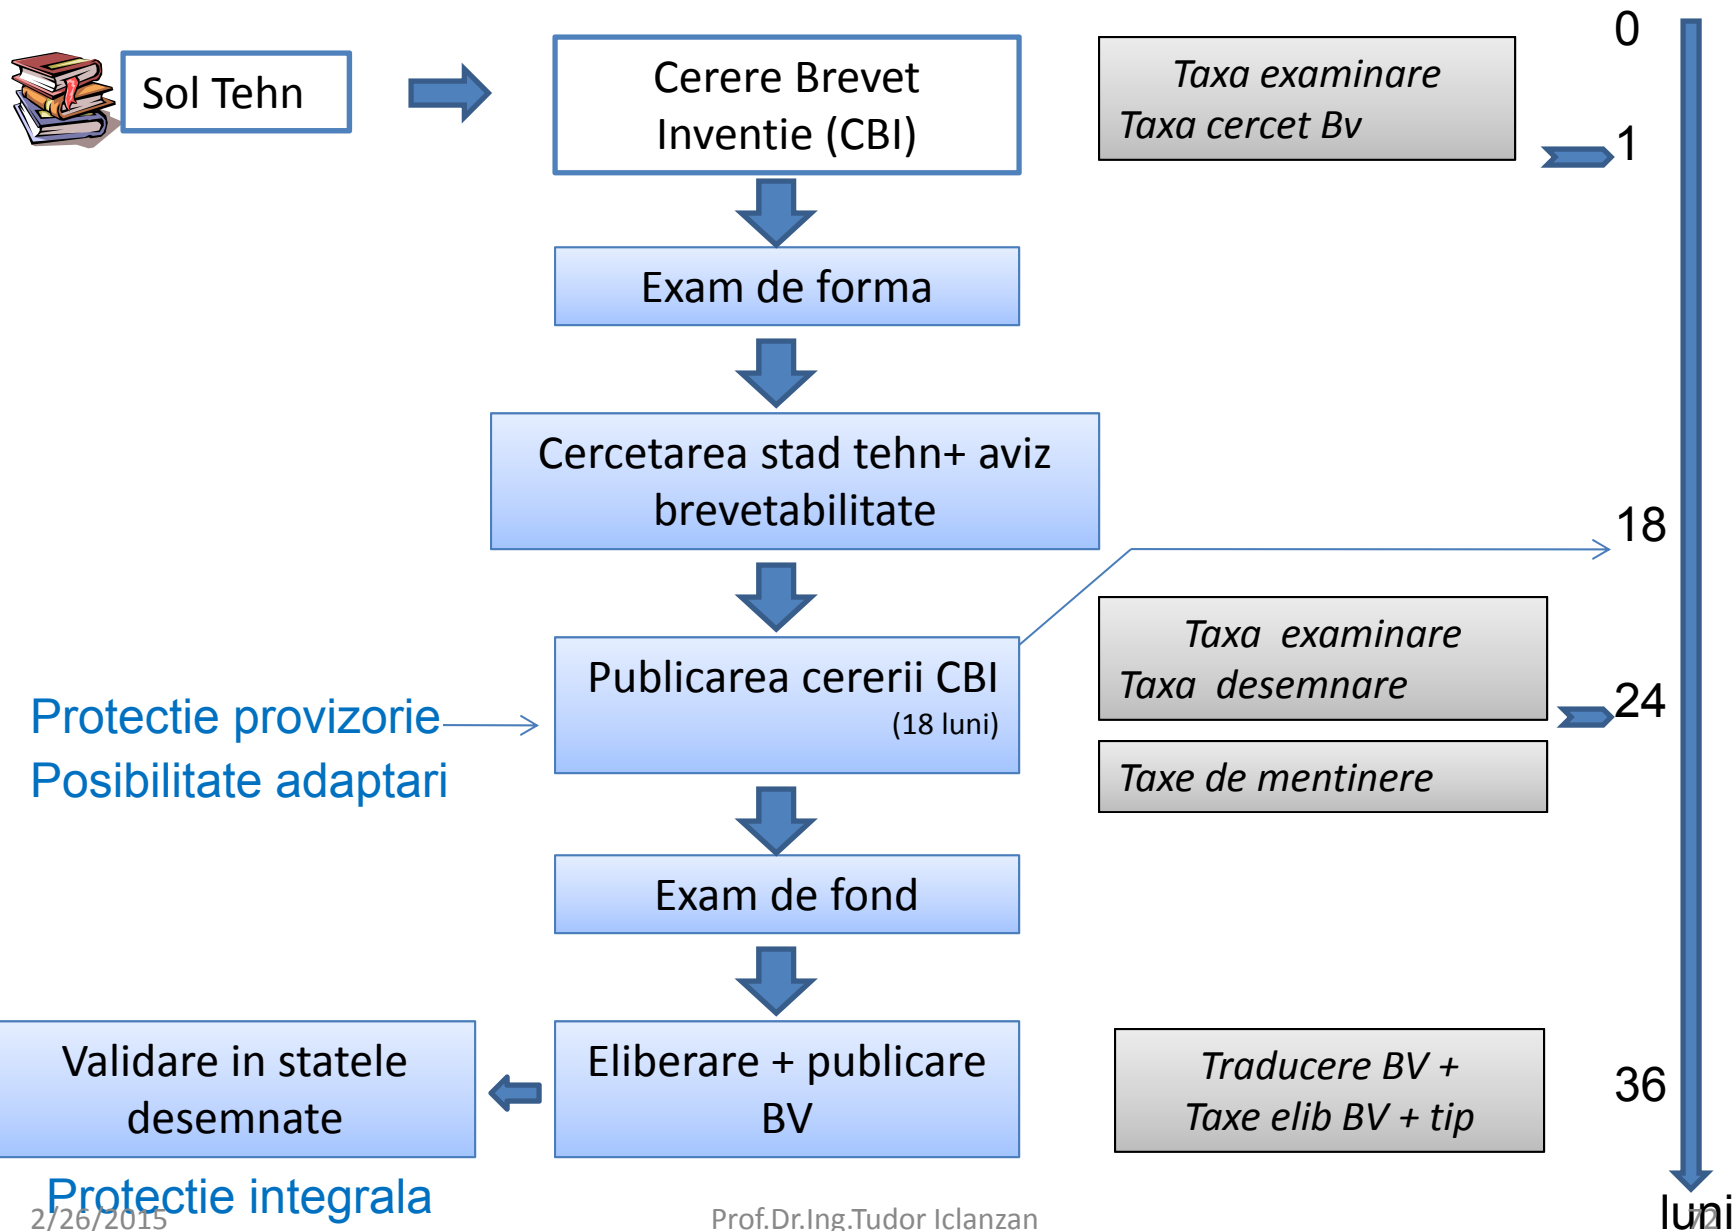 Sol Tehn
Cerere Brevet
Inventie (CBI)
Taxa examinare
Taxa cercet Bv
0
1
Exam de forma
Cercetarea stad tehn+ aviz
brevetabilitate
18
Publicarea cererii CBI
(18 luni)
Taxa examinare
Taxa desemnare
24
Protectie provizorie
Posibilitate adaptari
Taxe de mentinere
Exam de fond
Validare in statele
desemnate
Eliberare + publicare
BV
Traducere BV +
Taxe elib BV + tip
36
Protectie integrala
2/26/2015
Prof.Dr.Ing.Tudor Iclanzan
luni
72